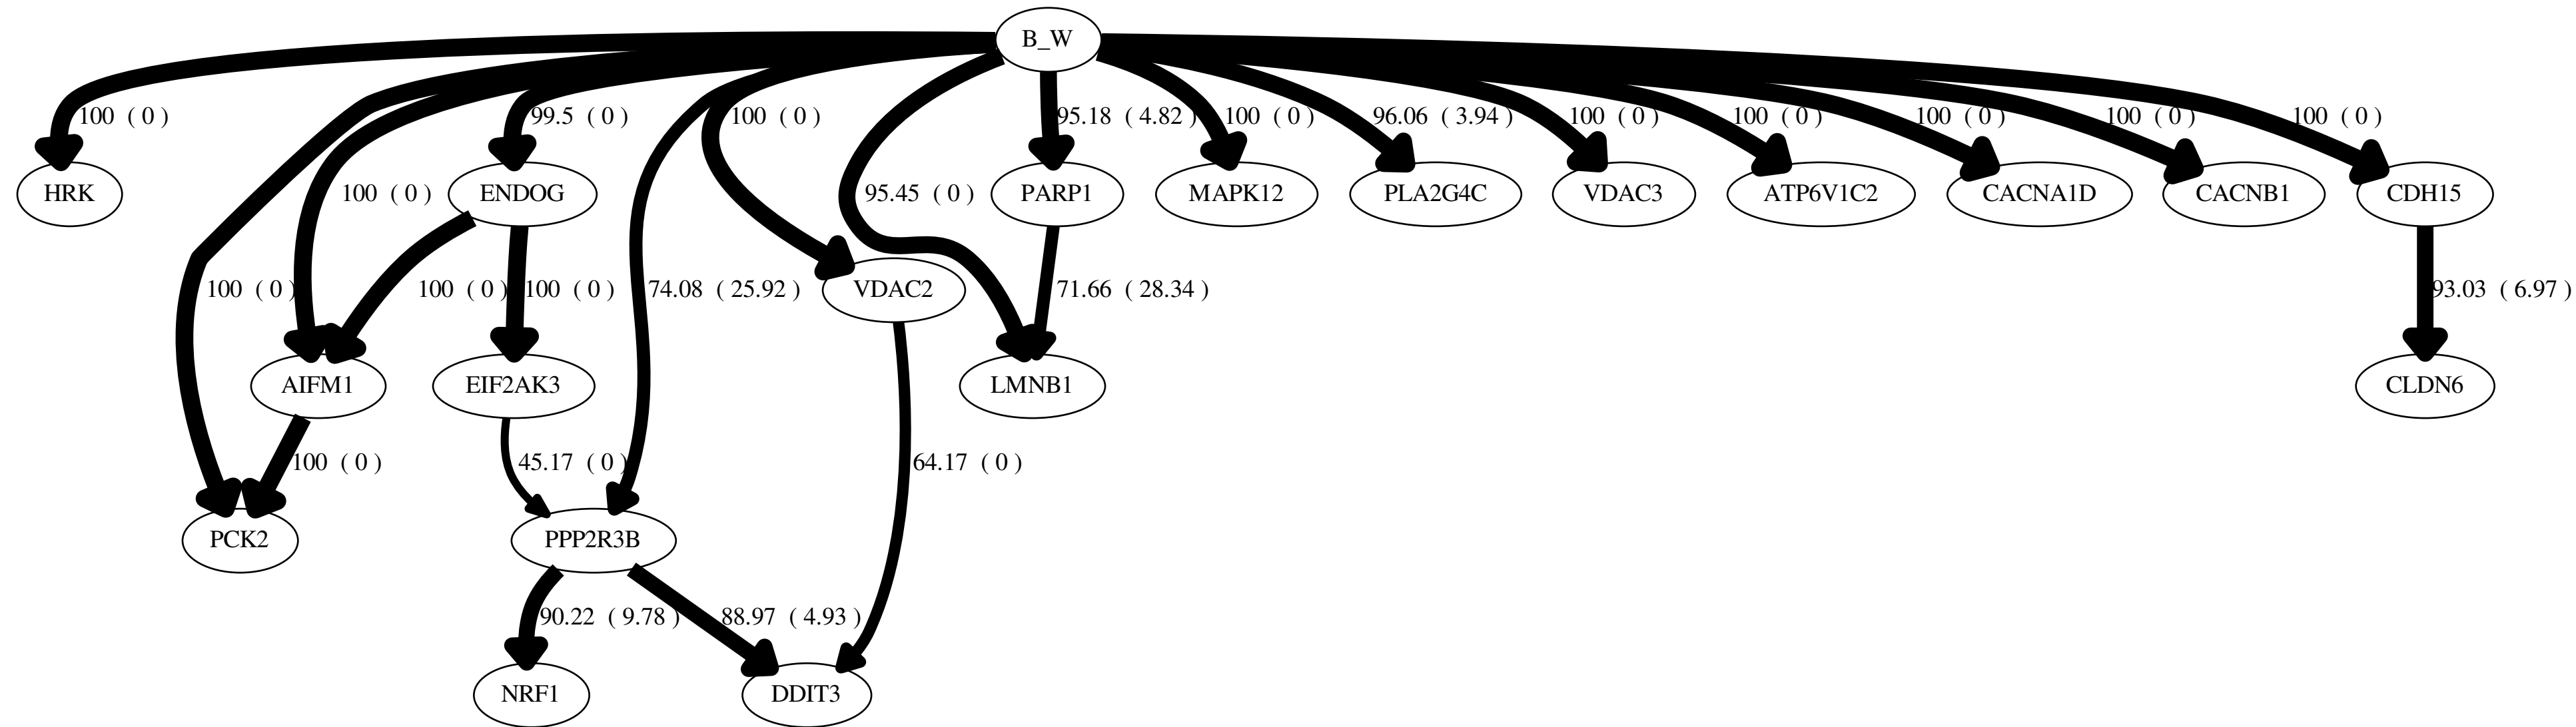 B_W
100 ( 0 )
99.5 ( 0 )
100 ( 0 )
95.18 ( 4.82 )
100 ( 0 )
96.06 ( 3.94 )
100 ( 0 )
100 ( 0 )
100 ( 0 )
100 ( 0 )
100 ( 0 )
HRK
100 ( 0 )
ENDOG
95.45 ( 0 )
PARP1
MAPK12
PLA2G4C
VDAC3
ATP6V1C2
CACNA1D
CACNB1
CDH15
100 ( 0 )
100 ( 0 )
100 ( 0 )
74.08 ( 25.92 )
VDAC2
71.66 ( 28.34 )
93.03 ( 6.97 )
AIFM1
EIF2AK3
LMNB1
CLDN6
100 ( 0 )
45.17 ( 0 )
64.17 ( 0 )
PCK2
PPP2R3B
90.22 ( 9.78 )
88.97 ( 4.93 )
NRF1
DDIT3